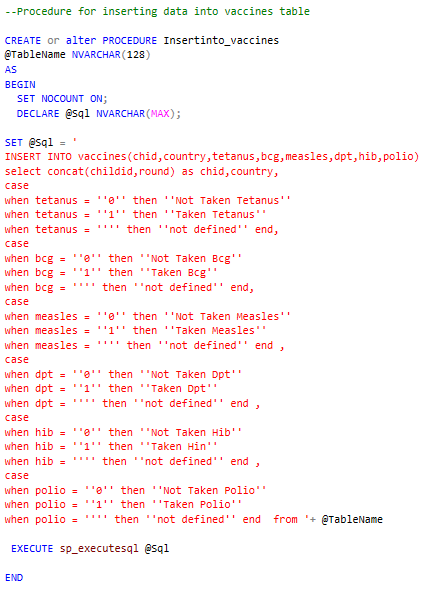 --Procedure for inserting data into vaccines table
CREATE or alter PROCEDURE Insertinto_vaccines
@TableName NVARCHAR(128)
AS
BEGIN
SET NOCOUNT ON;
DECLARE @Sql NVARCHAR(MAX);
SET @Sql = '
INSERT INTO vaccines(chid,country,tetanus,bcg,measles,dpt,hib,polio)
select concat(childid,round) as chid,country,
case
when tetanus = ''0'' then ''Not Taken Tetanus''
when tetanus = ''1'' then ''Taken Tetanus''
when tetanus = '''' then ''not defined'' end,
case
when bcg = ''0'' then ''Not Taken Bcg''
when bcg = ''1'' then ''Taken Bcg''
when bcg = '''' then ''not defined'' end,
case
when measles = ''0'' then ''Not Taken Measles''
when measles = ''1'' then ''Taken Measles''
when measles = '''' then ''not defined'' end ,
case
when dpt = ''0'' then ''Not Taken Dpt''
when dpt = ''1'' then ''Taken Dpt''
when dpt = '''' then ''not defined'' end ,
case
when hib = ''0'' then ''Not Taken Hib''
when hib = ''1'' then ''Taken Hin''
when hib = '''' then ''not defined'' end ,
case
when polio = ''0'' then ''Not Taken Polio''
when polio = ''1'' then ''Taken Polio''
when polio = '''' then ''not defined'' end  from '+ @TableName
EXECUTE sp_executesql @Sql
END